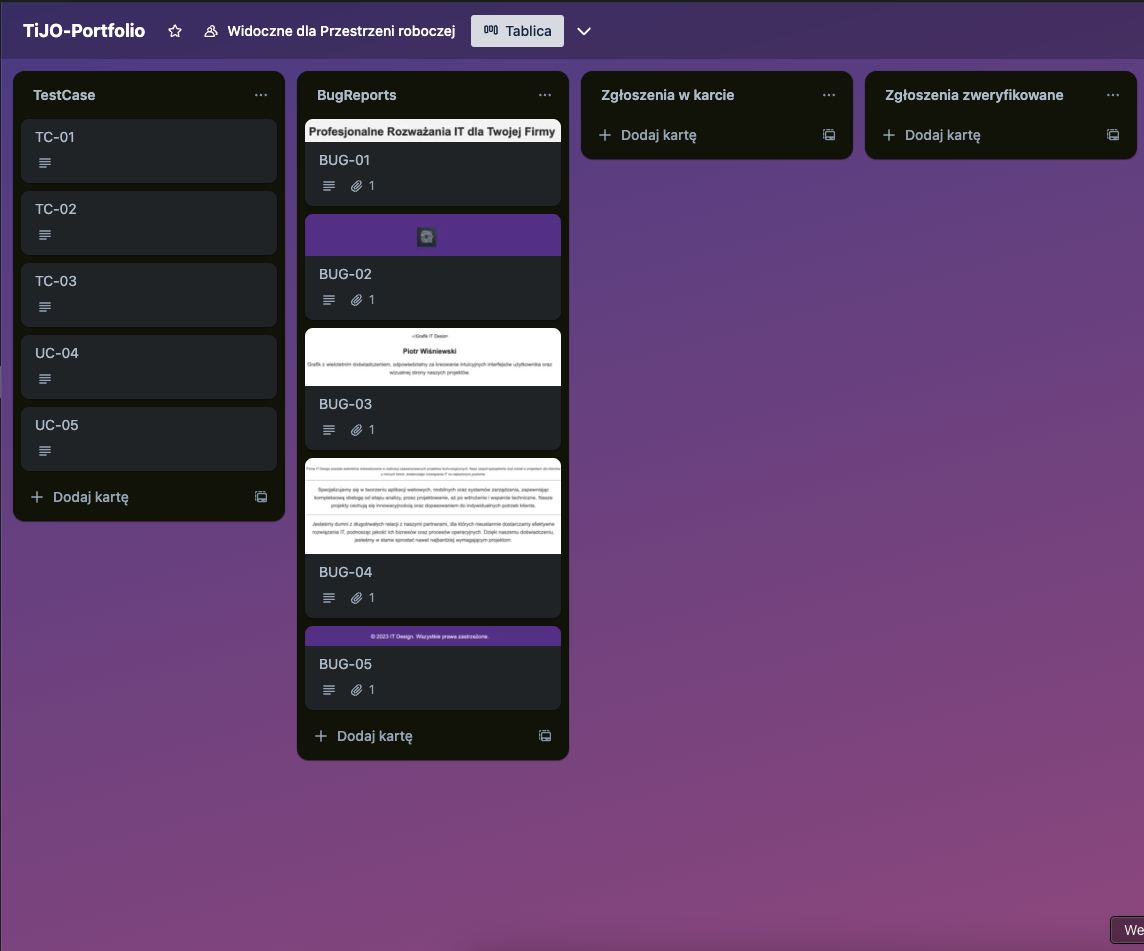 TiJO-Portfolio
Widoczne dla Przestrzeni roboczej
Tablica
TestCase
TC-01
TC-02
TC-03
UC-04
UC-05
Dodaj kartę
BugReports
Profesjonalne Rozważania IT dla Twojej Firmy
BUG-01
1
BUG-02
1
Piotr Wiśniewski
Grafik z wieloletnim doświadczeniem, odpowiedzialny za kreowanie intuicyjnych interfejsów użytkownika oraz
wizualnej strony naszych projektów.
BUG-03
1
Specjalizujemy się w tworzeniu aplikacji webowych, mobilnych oraz systemów zarządzania, zapewniając
kompleksową obsługę od etapu analizy, przez projektowanie, aż po wdrożenie i wsparcie techniczne. Nasze
projekty cechują się innowacyjnością oraz dopasowaniem do indywidualnych potrzeb klienta.
Jesteśmy dumni z długotrwałych relacji z naszymi partnerami, dla których nieustannie dostarczamy efektywne
rozwiązania IT, podnosząc jakość ich biznesów oraz procesów operacyjnych. Dzięki naszemu doświadczeniu,
jesteśmy w stanie sprostać nawet najbardziej wymagającym projektom.
BUG-04
1
© 2023 IT Design. Wszystkie prawa zastrzeżone.
BUG-05
1
Dodaj kartę
Zgłoszenia w karcie
Dodaj kartę
Zgłoszenia zweryfikowane
Dodaj kartę
We